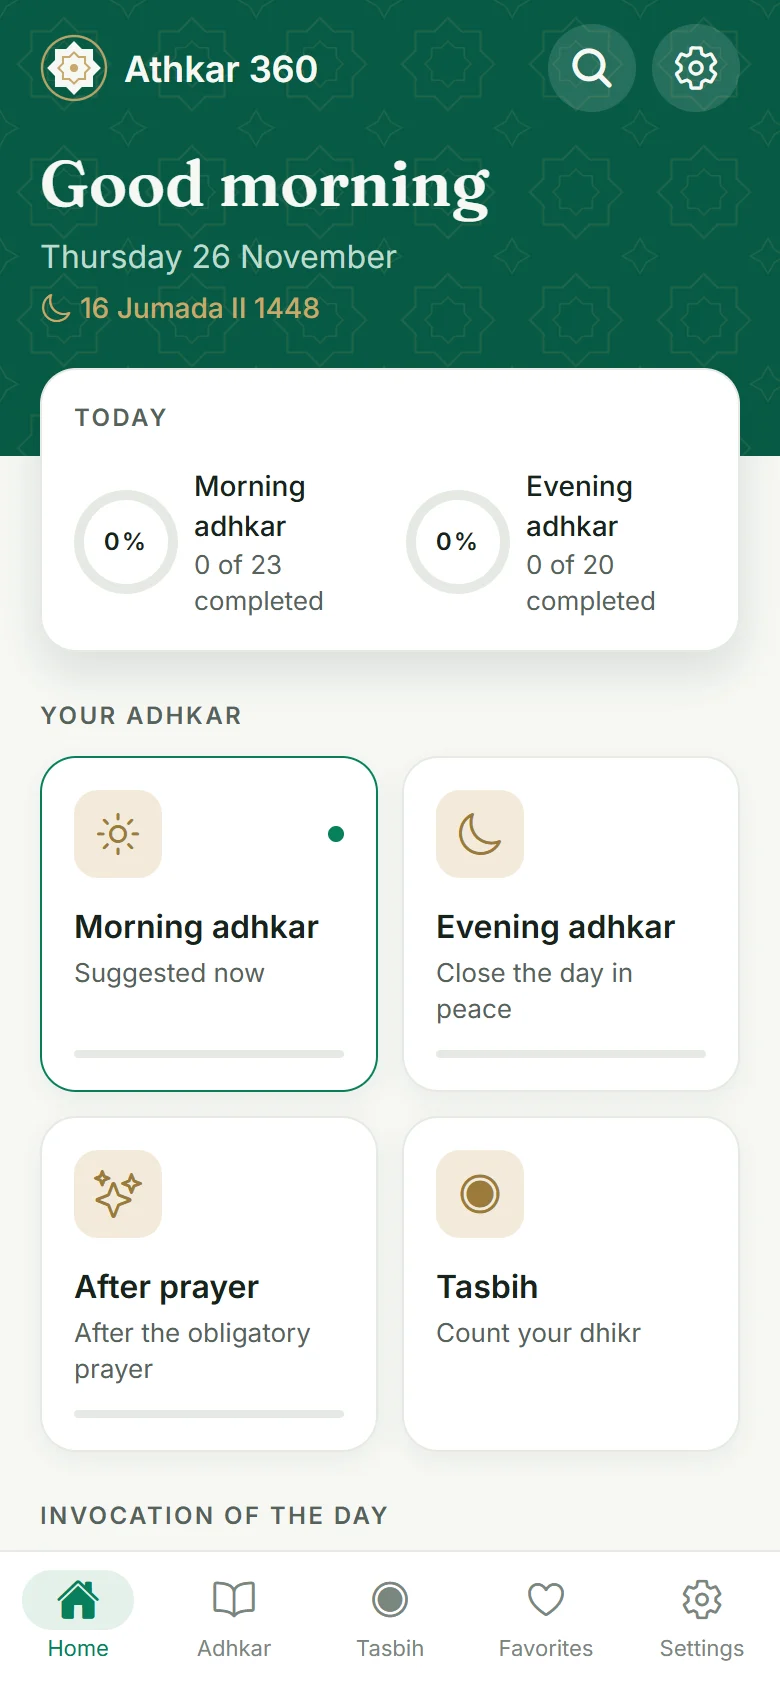 Athkar 360
Good morning
Thursday 26 November
16 Jumada II 1448
TODAY
0%
Morning
adhkar
0 of 23
completed
0%
Evening
adhkar
0 of 20
completed
YOUR ADHKAR
Morning adhkar
Suggested now
Evening adhkar
Close the day in
peace
After prayer
After the obligatory
prayer
Tasbih
Count your dhikr
INVOCATION OF THE DAY
Home
Adhkar
Tasbih
Favorites
Settings